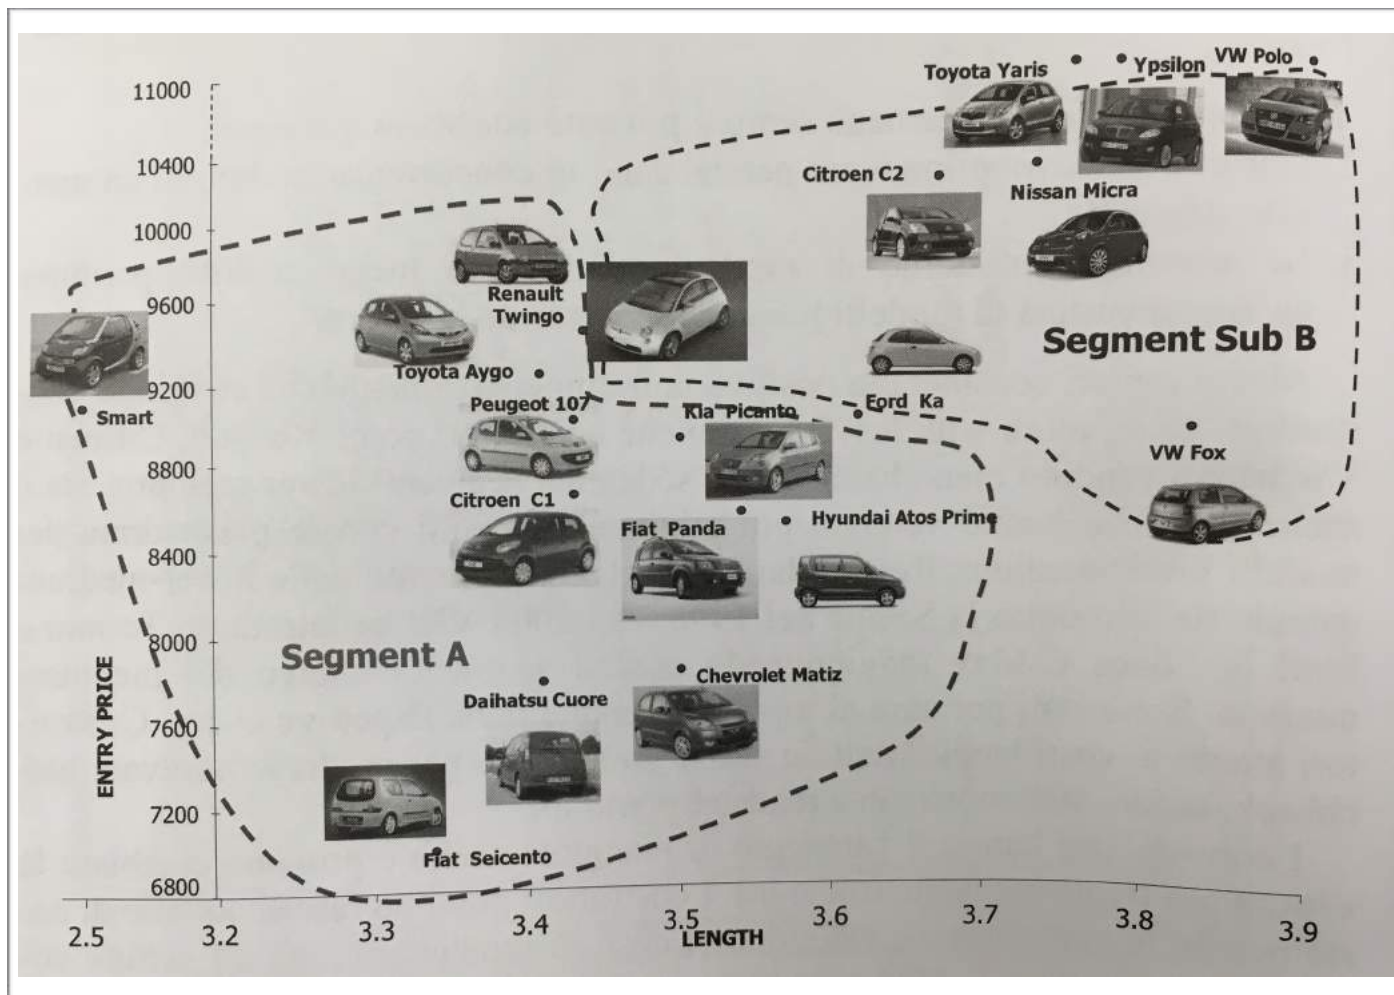 11000
10400
10000
9600
9200
8800
8400
8000
7600
7200
6800
ENTRY PRICE
Toyota Yaris
Ypsilon
VW Polo
Citroen C2
Nissan Micra
Renault
Twingo
Segment Sub B
Toyota Aygo
Smart
Peugeot 107
Kia Picanto
Ford Ka
VW Fox
Citroen C1
Fiat Panda
Hyundai Atos Prime
Segment A
Daihatsu Cuore
Chevrolet Matiz
Fiat Seicento
2.5
3.2
3.3
3.4
3.5
3.6
3.7
3.8
3.9
LENGTH